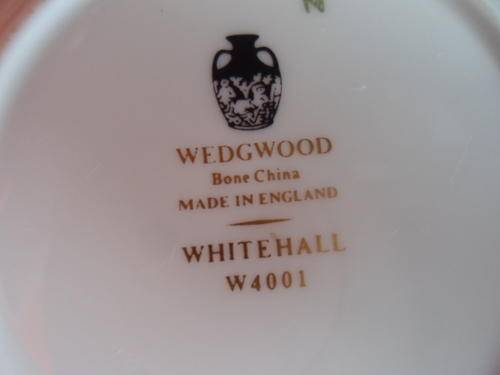 N
WEDGWOOD
Bone China
MADE IN ENGLAND
WHITEHALL
W4001